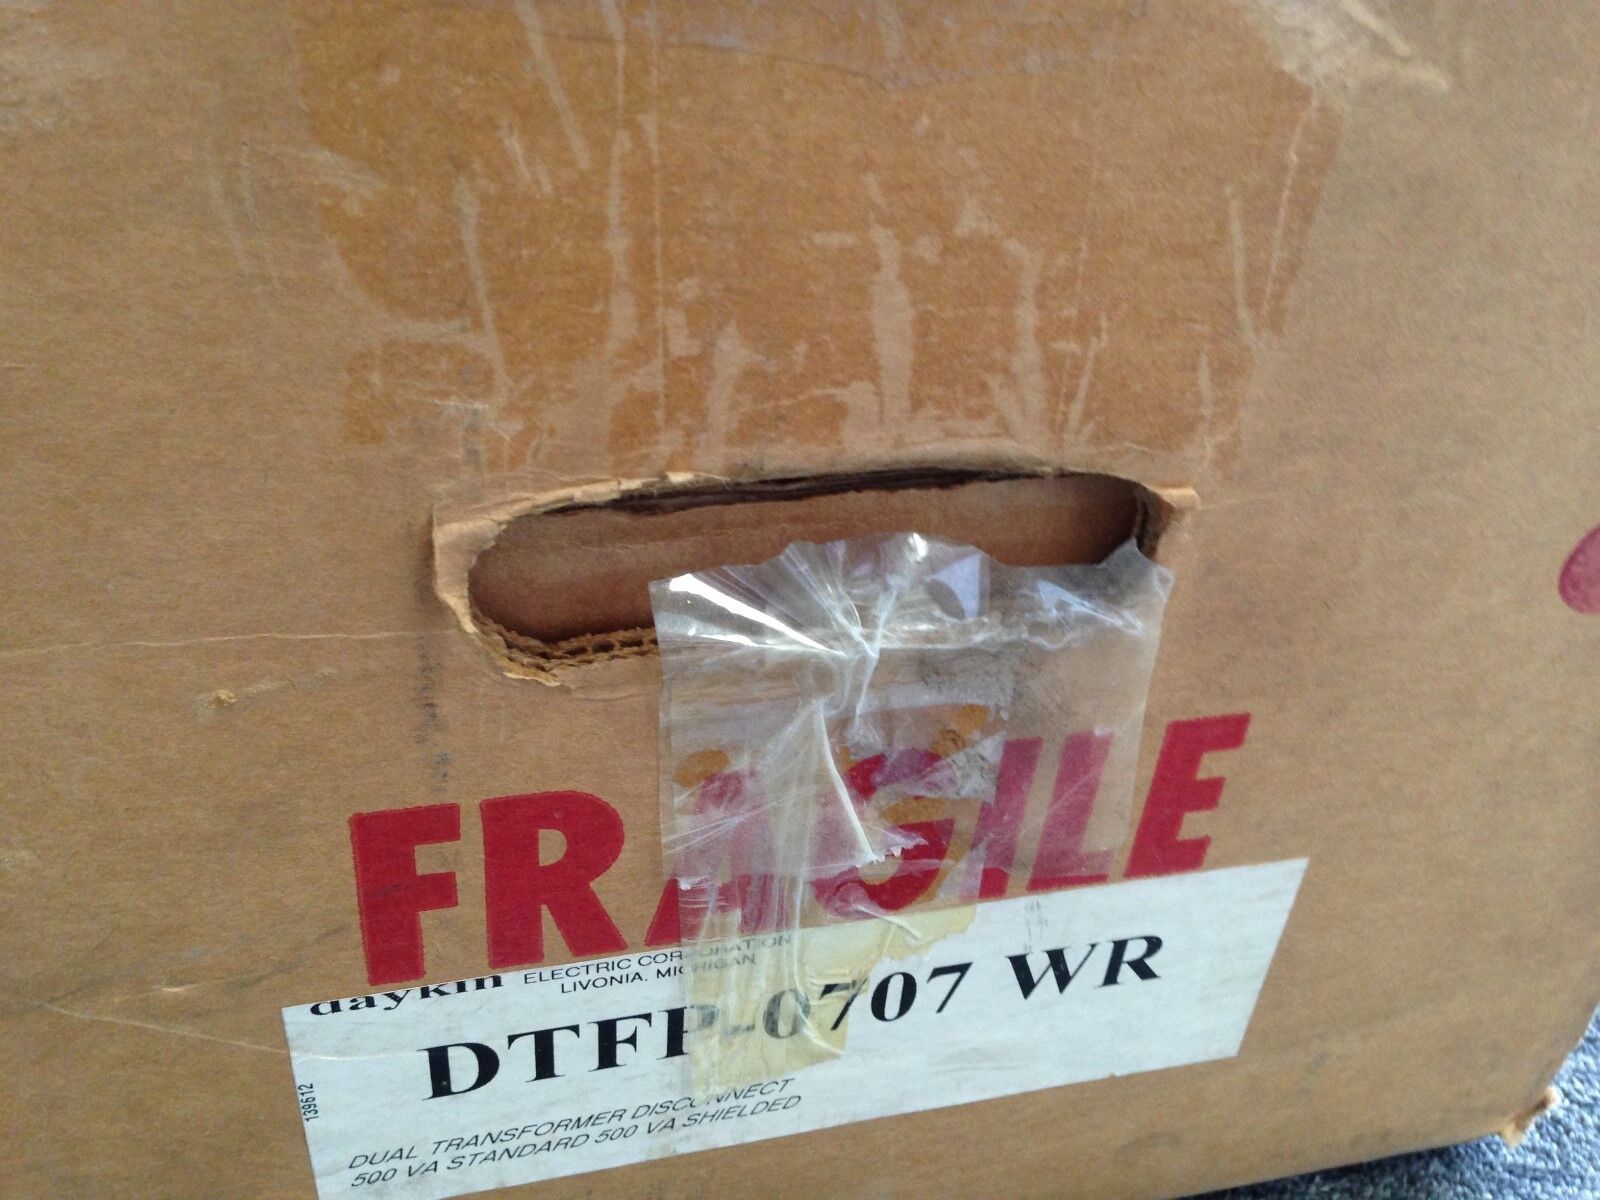 FRAGILE
daykin ELECTRIC CORPORATION
LIVONIA, MICHIGAN
DTFP-0707 WR
139612
DUAL TRANSFORMER DISCONNECT
500 VA STANDARD 500 VA SHIELDED